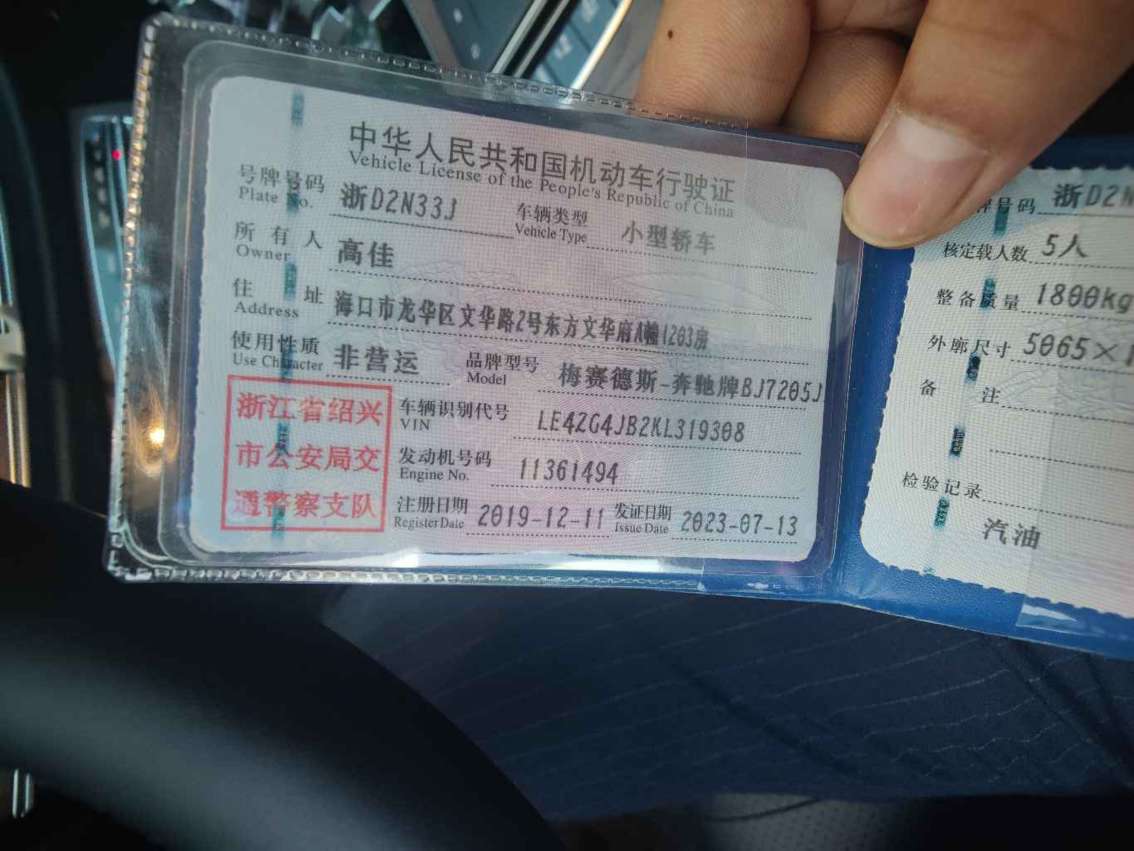 中华人民共和国机动车行驶证
Vehicle License of the People's Republic of China
号牌号码 浙D2N33J 车辆类型 小型轿车
Plate No. Vehicle Type
所有人 高佳
Owner
住址 海口市龙华区文华路2号东方文华府A幢1203房
Address
使用性质 非营运 品牌型号 梅赛德斯-奔驰牌BJ7205J
Use Character Model
浙江省绍兴
市公安局交
通警察支队
车辆识别代号 LE4ZG4JB2KL319308
VIN
发动机号码 11361494
Engine No.
注册日期 2019-12-11 发证日期 2023-07-13
Register Date Issue Date
号码 浙D2N
核定载人数 5人
整备质量 1800kg
外廓尺寸 5065×
备注
检验记录
汽油